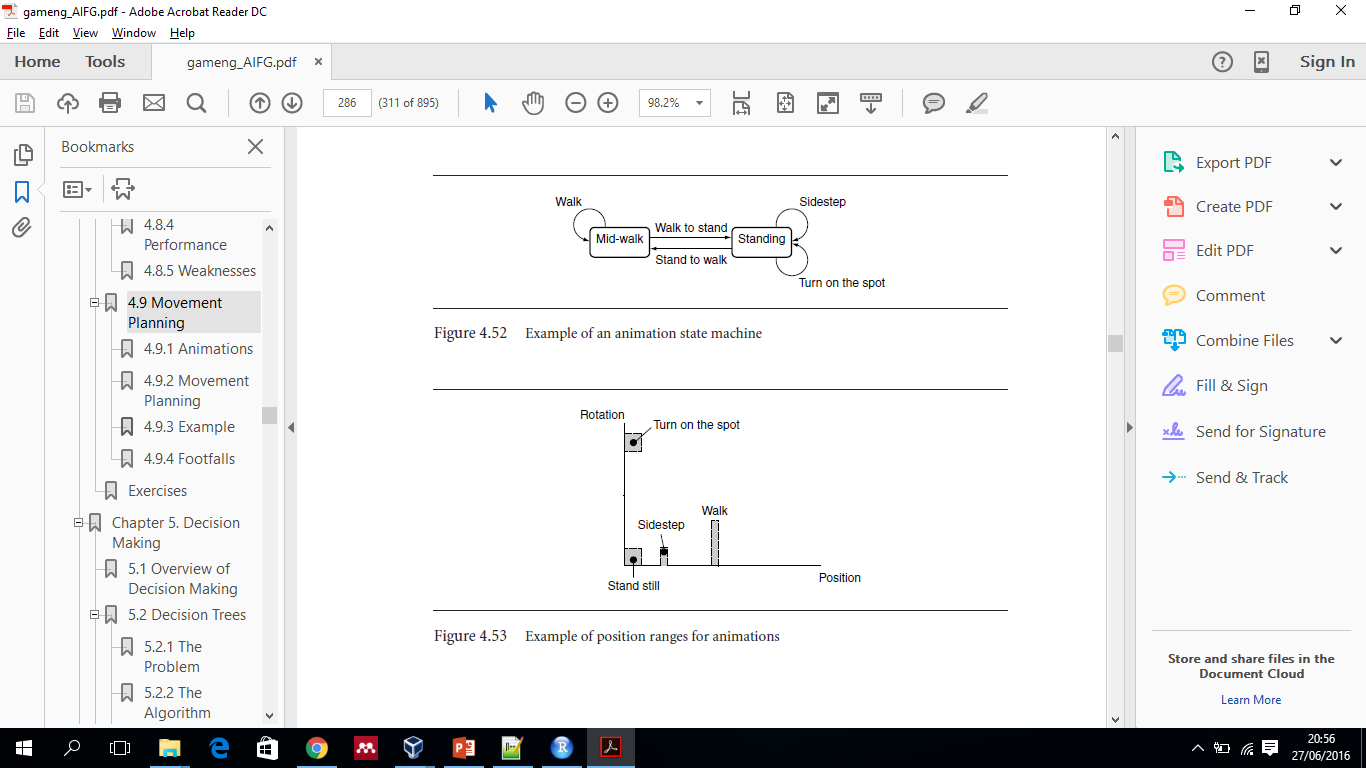 gameng_AIFG.pdf - Adobe Acrobat Reader DC
File Edit View Window Help
Home Tools gameng_AIFG.pdf × ? Sign In
286 (311 of 895) 98.2%
Bookmarks
4.8.4
Performance
4.8.5 Weaknesses
4.9 Movement
Planning
4.9.1 Animations
4.9.2 Movement
Planning
4.9.3 Example
4.9.4 Footfalls
Exercises
Chapter 5. Decision
Making
5.1 Overview of
Decision Making
5.2 Decision Trees
5.2.1 The
Problem
5.2.2 The
Algorithm
Walk
Sidestep
Mid-walk
Walk to stand
Standing
Stand to walk
Turn on the spot
Figure 4.52 Example of an animation state machine
Rotation
Turn on the spot
Walk
Sidestep
Stand still
Position
Figure 4.53 Example of position ranges for animations
Export PDF
Create PDF
Edit PDF
Comment
Combine Files
Fill & Sign
Send for Signature
Send & Track
Store and share files in the
Document Cloud
Learn More
20:56
27/06/2016